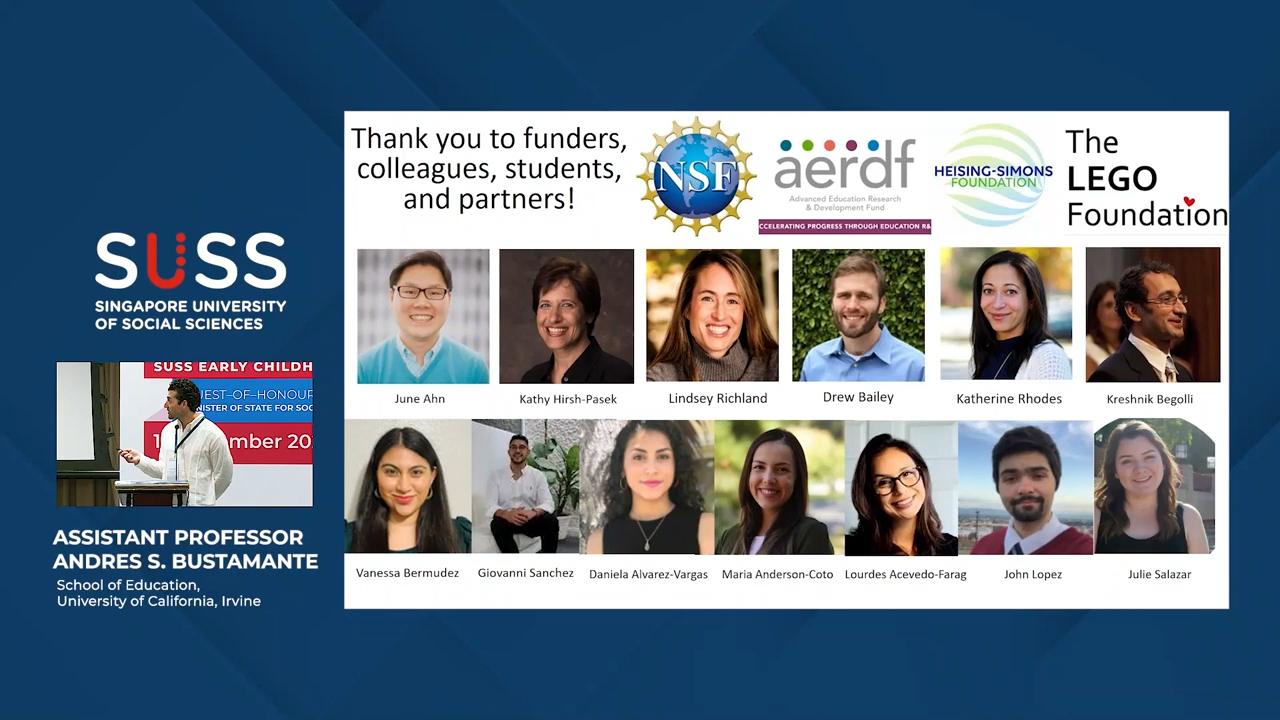 SUSS
SINGAPORE UNIVERSITY
OF SOCIAL SCIENCES
SUSS EARLY CHILDH
EST-OF-HONOUR
NISTER OF STATE FOR SOC
mber 20
ASSISTANT PROFESSOR
ANDRES S. BUSTAMANTE
School of Education,
University of California, Irvine
Thank you to funders,
colleagues, students,
and partners!
NSF
aerdf
Advanced Education Research
& Development Fund
CCELERATING PROGRESS THROUGH EDUCATION R&
HEISING-SIMONS
FOUNDATION
The
LEGO
Foundation
June Ahn
Kathy Hirsh-Pasek
Lindsey Richland
Drew Bailey
Katherine Rhodes
Kreshnik Begolli
Vanessa Bermudez
Giovanni Sanchez
Daniela Alvarez-Vargas
Maria Anderson-Coto
Lourdes Acevedo-Farag
John Lopez
Julie Salazar